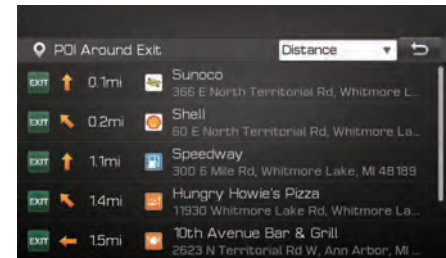 POI Around Exit
Distance
EXIT 0.1mi Sunoco
366 E North Territorial Rd, Whitmore L...
EXIT 0.2mi Shell
60 E North Territorial Rd, Whitmore La...
EXIT 1.1mi Speedway
300 6 Mile Rd, Whitmore Lake, MI 48189
EXIT 1.4mi Hungry Howie's Pizza
11930 Whitmore Lake Rd, Whitmore La...
EXIT 1.5mi 10th Avenue Bar & Grill
2623 N Territorial Rd W, Ann Arbor, MI ...